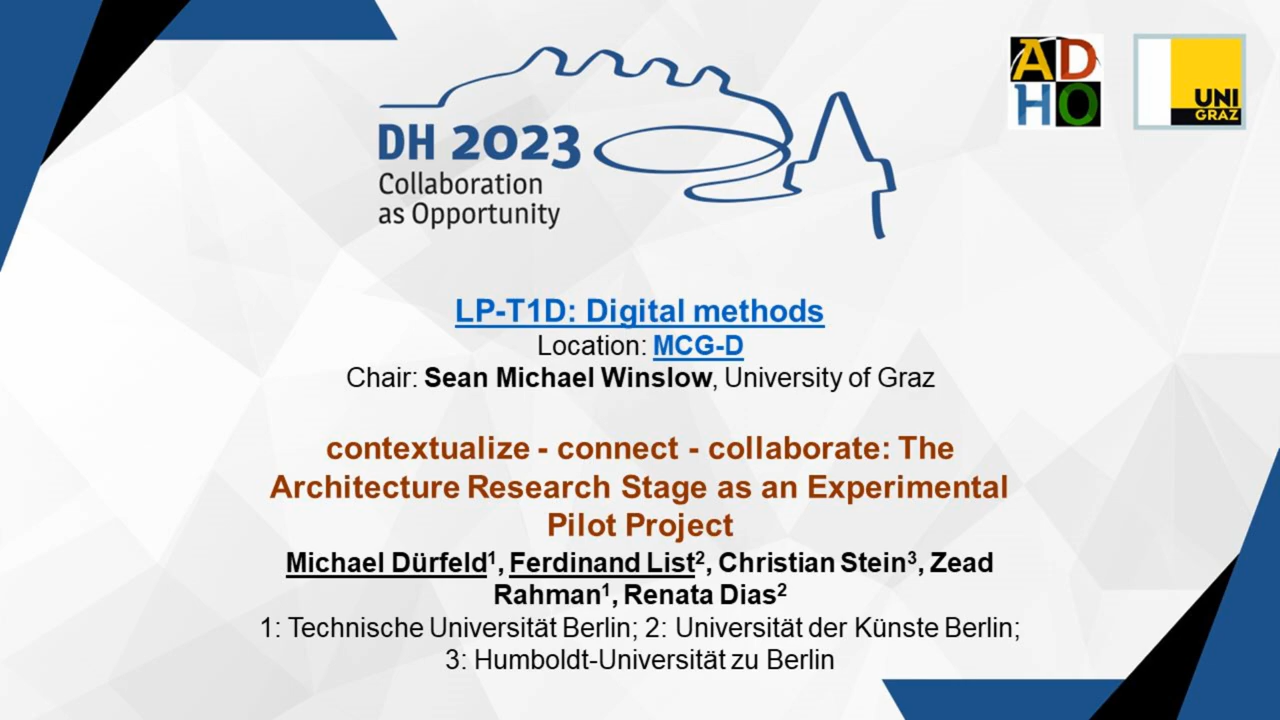 AD
HO
UNI
GRAZ
DH 2023
Collaboration
as Opportunity
LP-T1D: Digital methods
Location: MCG-D
Chair: Sean Michael Winslow, University of Graz
contextualize - connect - collaborate: The
Architecture Research Stage as an Experimental
Pilot Project
Michael Dürfeld¹, Ferdinand List², Christian Stein³, Zead
Rahman¹, Renata Dias²
1: Technische Universität Berlin; 2: Universität der Künste Berlin;
3: Humboldt-Universität zu Berlin